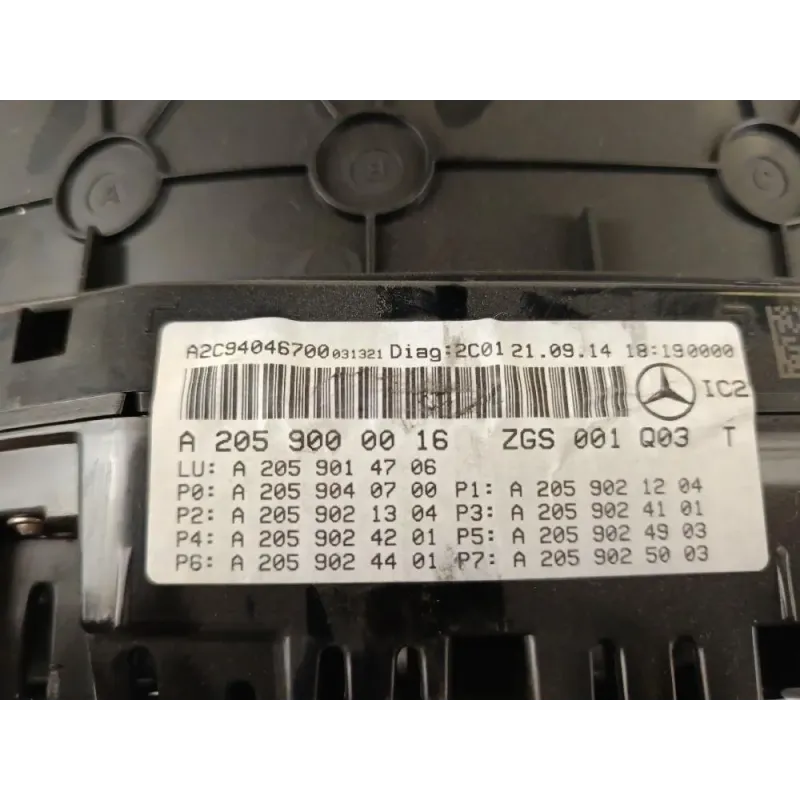 A
B
C
A2C94046700 031321 Diag:2C01 21.09.14 18:190000
IC2
A 205 900 00 16 ZGS 001 Q03 T
LU: A 205 901 47 06
P0: A 205 904 07 00 P1: A 205 902 12 04
P2: A 205 902 13 04 P3: A 205 902 41 01
P4: A 205 902 42 01 P5: A 205 902 49 03
P6: A 205 902 44 01 P7: A 205 902 50 03